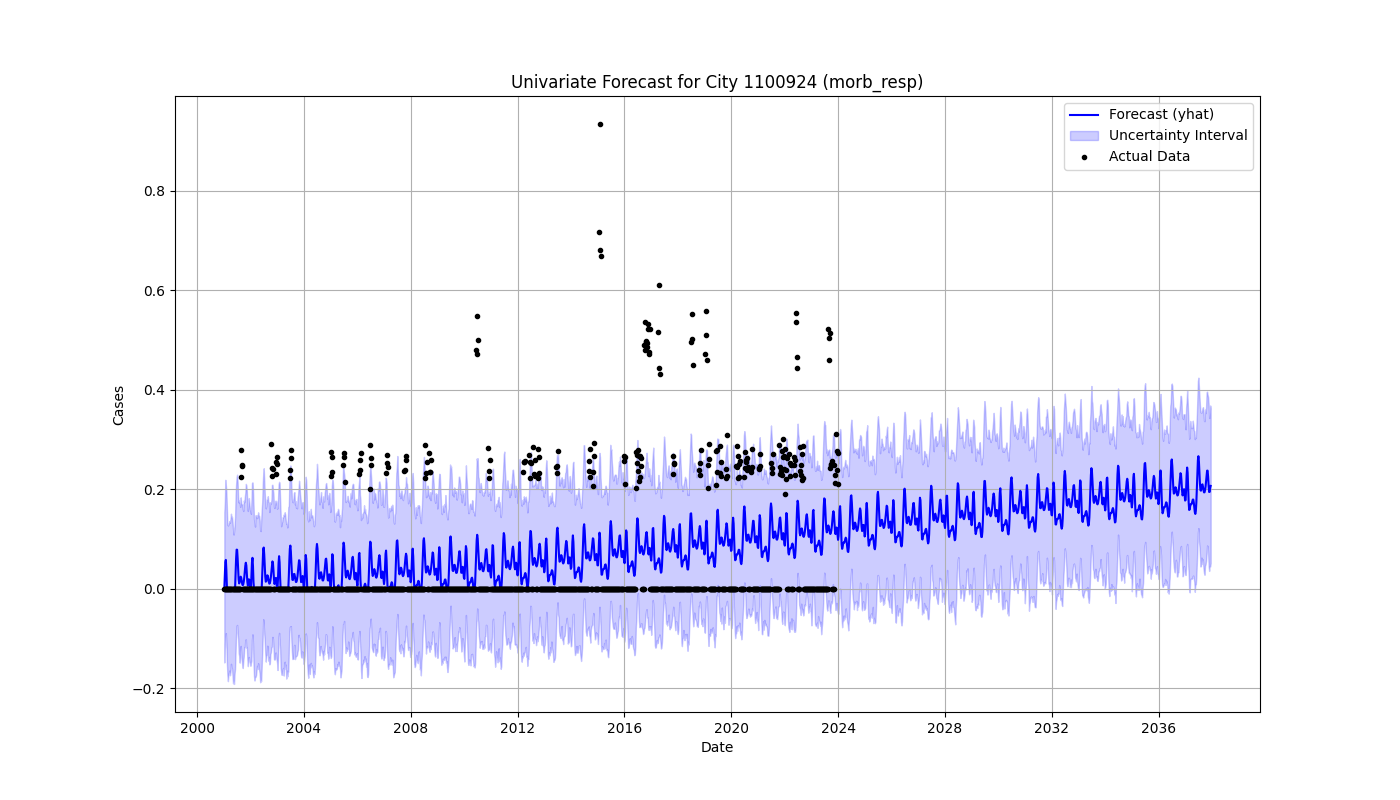 Univariate Forecast for City 1100924 (morb_resp)
Forecast (yhat)
Uncertainty Interval
Actual Data
Cases
0.8
0.6
0.4
0.2
0.0
−0.2
2000 2004 2008 2012 2016 2020 2024 2028 2032 2036
Date